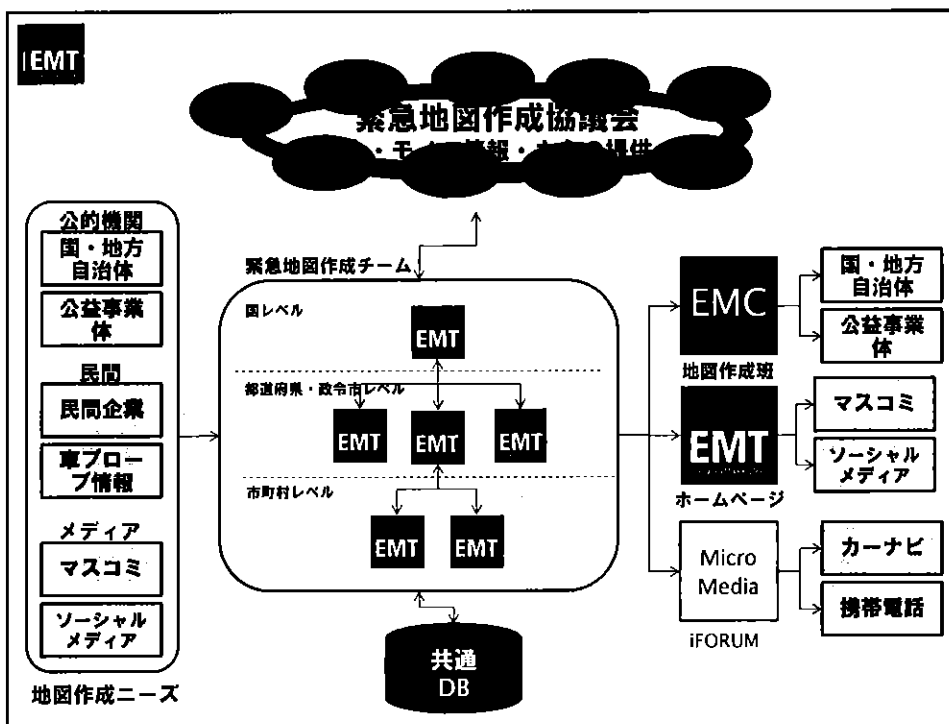 EMT
緊急地図作成協議会
公的機関
国・地方
自治体
公益事業
体
民間
民間企業
車プロー
ブ情報
メディア
マスコミ
ソーシャル
メディア
地図作成ニーズ
緊急地図作成チーム
国レベル
EMT
都道府県・政令市レベル
EMT
EMT
EMT
市町村レベル
EMT
EMT
共通
DB
EMC
地図作成班
EMT
ホームページ
Micro
Media
iFORUM
国・地方
自治体
公益事業
体
マスコミ
ソーシャル
メディア
カーナビ
携帯電話